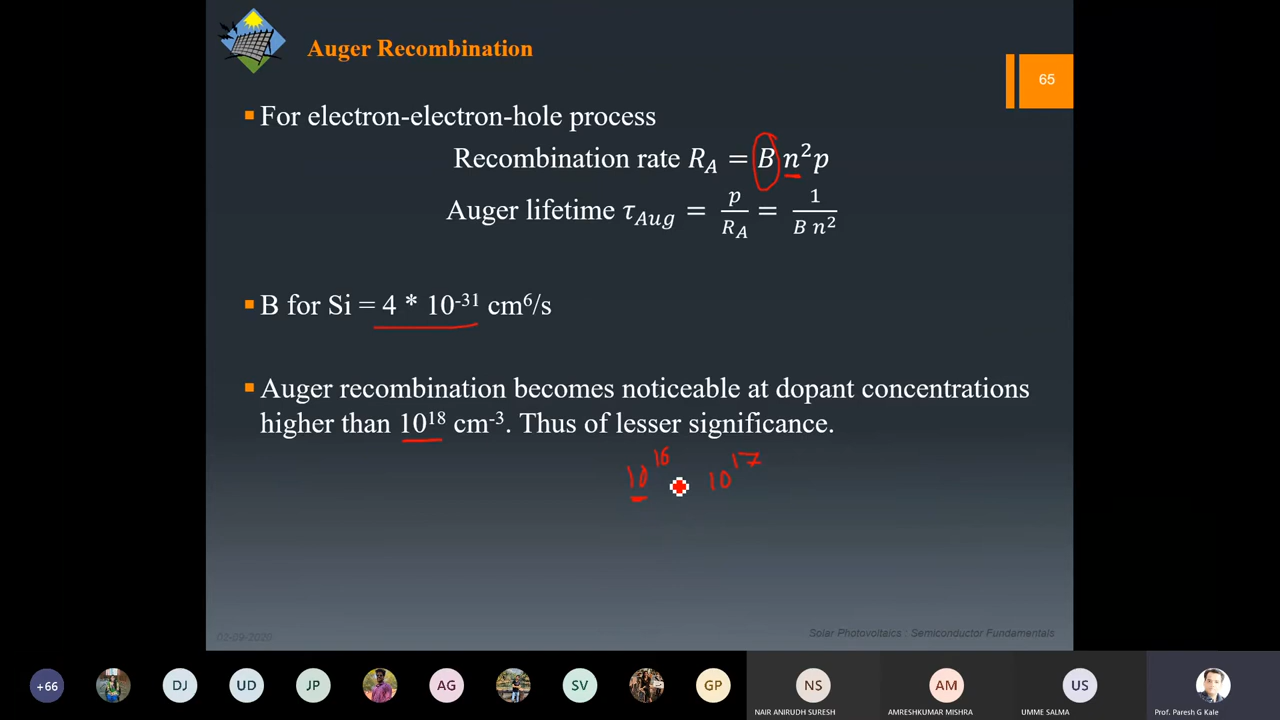 Auger Recombination
65
For electron-electron-hole process
Recombination rate R_A = B n²p
Auger lifetime τ_Aug = p/R_A = 1/(B n²)
B for Si = 4 * 10⁻³¹ cm⁶/s
Auger recombination becomes noticeable at dopant concentrations
higher than 10¹⁸ cm⁻³. Thus of lesser significance.
10¹⁶ 10¹⁷
02-09-2020
Solar Photovoltaics : Semiconductor Fundamentals
+66 DJ UD JP AG SV GP NS AM US
NAIR ANIRUDH SURESH AMRESHKUMAR MISHRA UMME SALMA Prof. Paresh G Kale